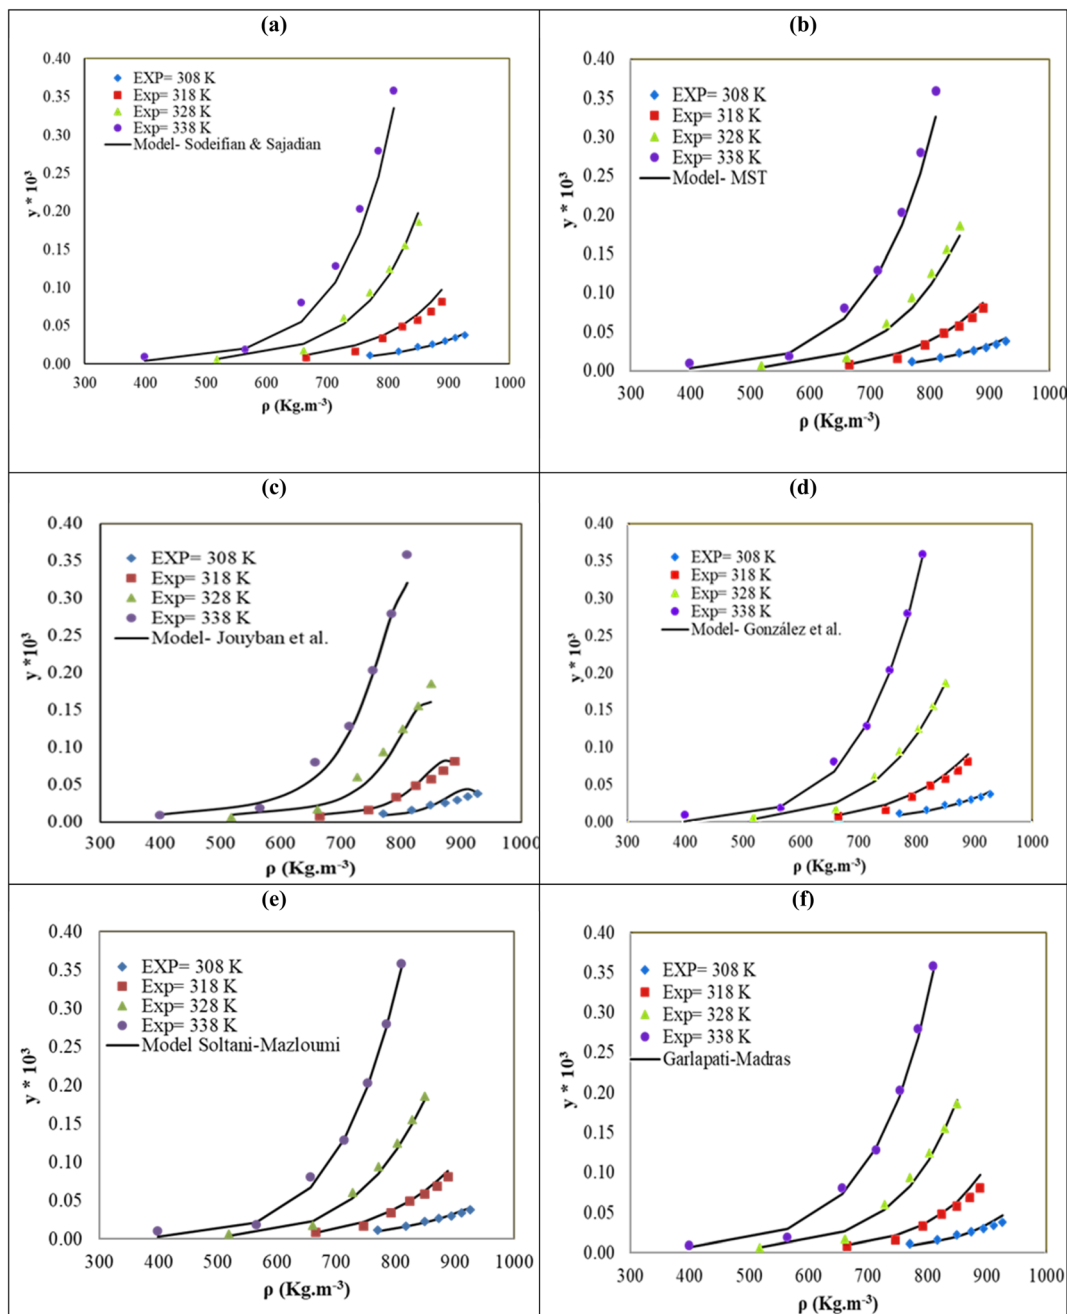 (a)
0.40
0.35
0.30
0.25
0.20
0.15
0.10
0.05
0.00
y * 10³
EXP= 308 K
Exp= 318 K
Exp= 328 K
Exp= 338 K
Model- Sodeifian & Sajadian
300 400 500 600 700 800 900 1000
ρ (Kg.m⁻³)
(b)
0.40
0.35
0.30
0.25
0.20
0.15
0.10
0.05
0.00
y * 10³
EXP= 308 K
Exp= 318 K
Exp= 328 K
Exp= 338 K
Model- MST
300 400 500 600 700 800 900 1000
ρ (Kg.m⁻³)
(c)
0.40
0.35
0.30
0.25
0.20
0.15
0.10
0.05
0.00
y *10³
EXP= 308 K
Exp= 318 K
Exp= 328 K
Exp= 338 K
Model- Jouyban et al.
300 400 500 600 700 800 900 1000
ρ (Kg.m⁻³)
(d)
0.40
0.35
0.30
0.25
0.20
0.15
0.10
0.05
0.00
y * 10³
EXP= 308 K
Exp= 318 K
Exp= 328 K
Exp= 338 K
Model- González et al.
300 400 500 600 700 800 900 1000
ρ (Kg.m⁻³)
(e)
0.40
0.35
0.30
0.25
0.20
0.15
0.10
0.05
0.00
y * 10³
EXP= 308 K
Exp= 318 K
Exp= 328 K
Exp= 338 K
Model Soltani-Mazloumi
300 400 500 600 700 800 900 1000
ρ (Kg.m⁻³)
(f)
0.40
0.35
0.30
0.25
0.20
0.15
0.10
0.05
0.00
y * 10³
EXP= 308 K
Exp= 318 K
Exp= 328 K
Exp= 338 K
Garlapati-Madras
300 400 500 600 700 800 900 1000
ρ (Kg.m⁻³)